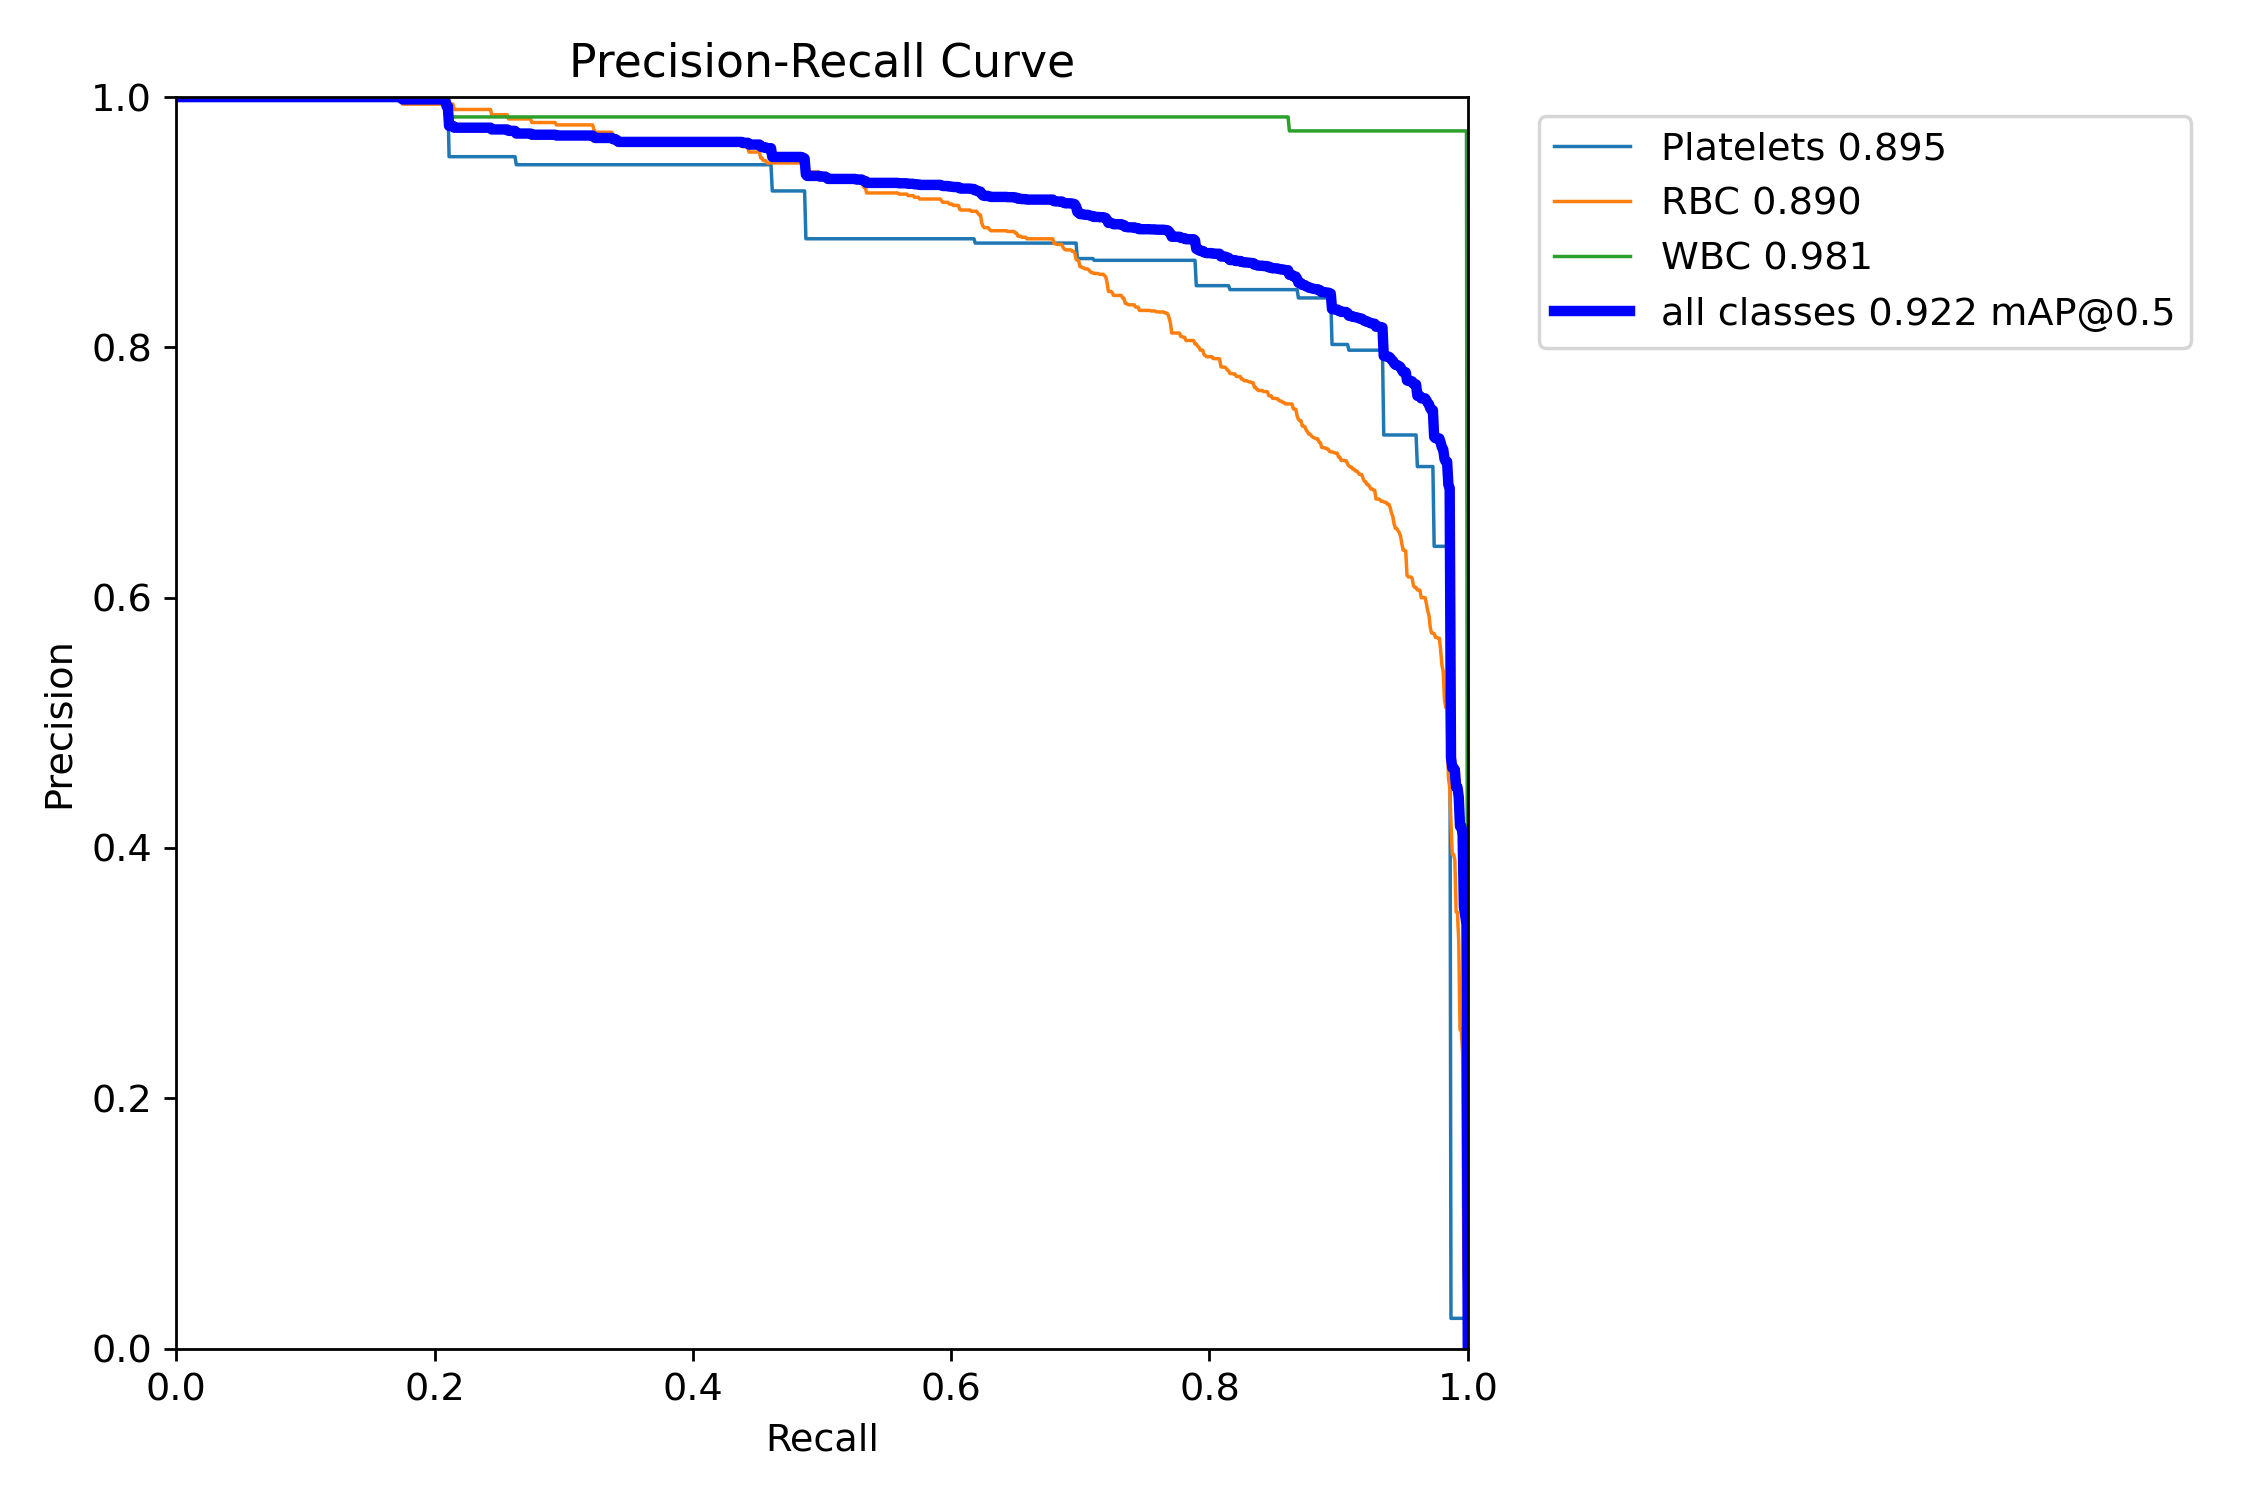 Precision-Recall Curve
1.0
0.8
0.6
0.4
0.2
0.0
Precision
0.0 0.2 0.4 0.6 0.8 1.0
Recall
Platelets 0.895
RBC 0.890
WBC 0.981
all classes 0.922 mAP@0.5